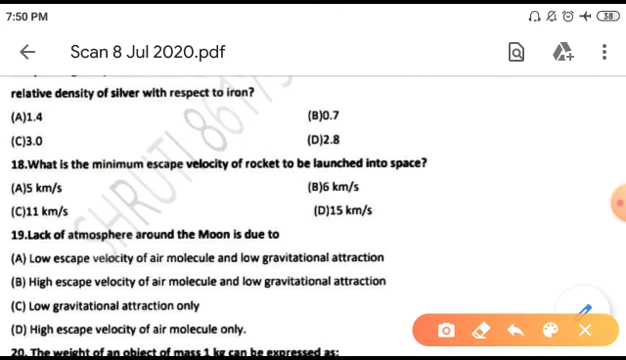 7:50 PM
38
Scan 8 Jul 2020.pdf
relative density of silver with respect to iron?
(A)1.4 (B)0.7
(C)3.0 (D)2.8
18.What is the minimum escape velocity of rocket to be launched into space?
(A)5 km/s (B)6 km/s
(C)11 km/s (D)15 km/s
19.Lack of atmosphere around the Moon is due to
(A) Low escape velocity of air molecule and low gravitational attraction
(B) High escape velocity of air molecule and low gravitational attraction
(C) Low gravitational attraction only
(D) High escape velocity of air molecule only.
20. The weight of an object of mass 1 kg can be expressed as:
SHRUTI